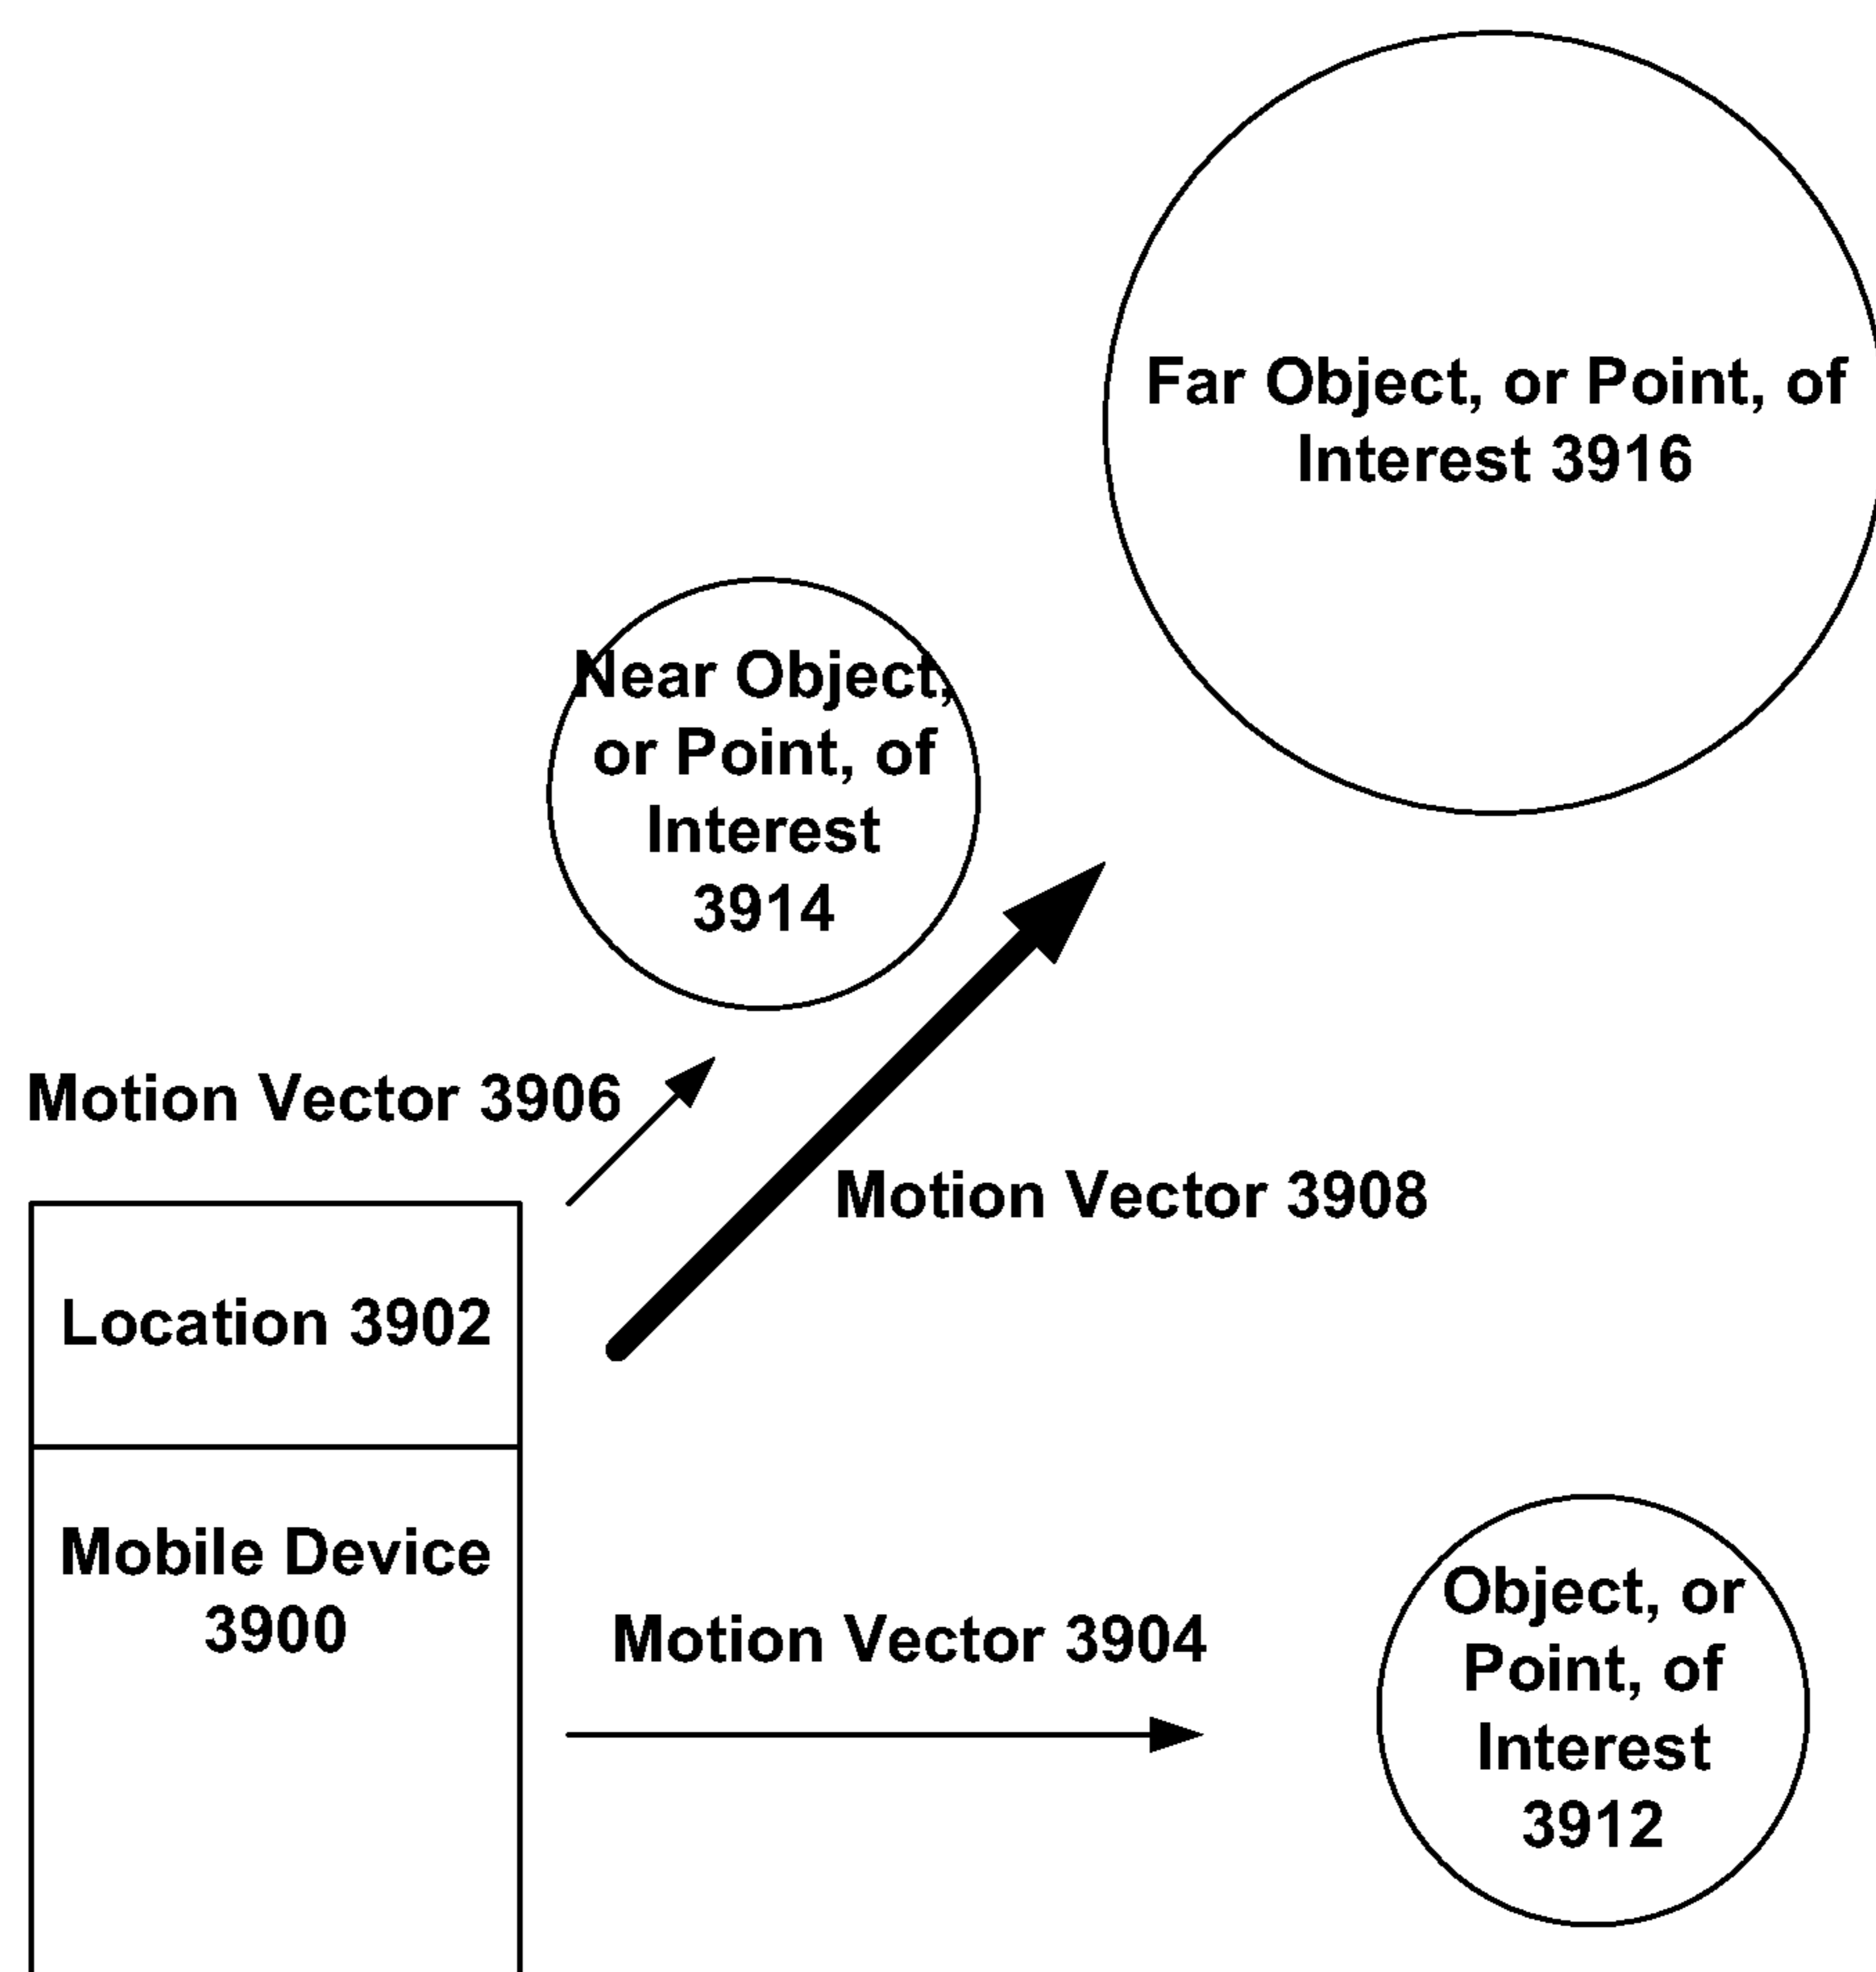 Far Object, or Point, of
Interest 3916
Near Object,
or Point, of
Interest
3914
Motion Vector 3906
Motion Vector 3908
Location 3902
Mobile Device
3900
Motion Vector 3904
Object, or
Point, of
Interest
3912